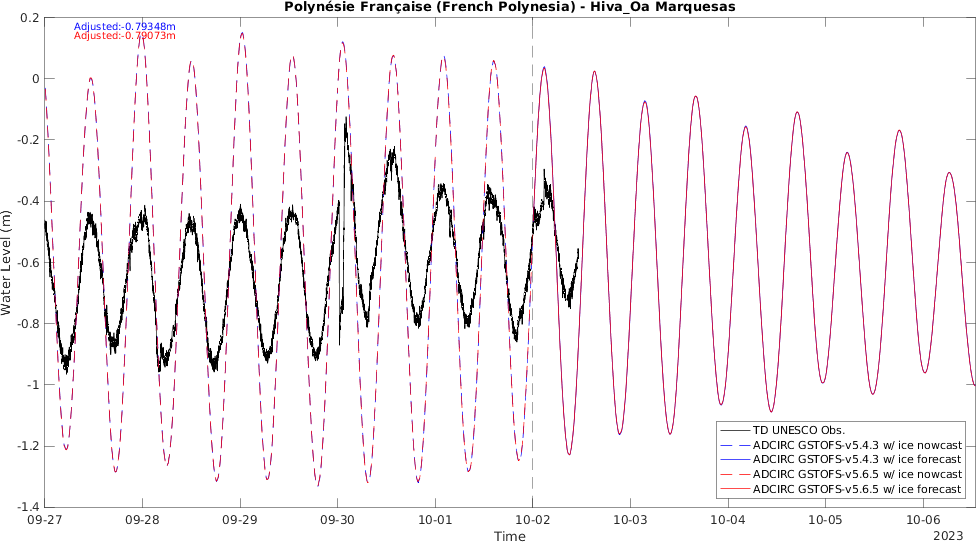 Polynésie Française (French Polynesia) - Hiva_Oa Marquesas
Adjusted:-0.79348m
Adjusted:-0.79073m
0.2
0
-0.2
-0.4
-0.6
-0.8
-1
-1.2
-1.4
Water Level (m)
TD UNESCO Obs.
ADCIRC GSTOFS-v5.4.3 w/ ice nowcast
ADCIRC GSTOFS-v5.4.3 w/ ice forecast
ADCIRC GSTOFS-v5.6.5 w/ ice nowcast
ADCIRC GSTOFS-v5.6.5 w/ ice forecast
09-27 09-28 09-29 09-30 10-01 10-02 10-03 10-04 10-05 10-06
Time
2023